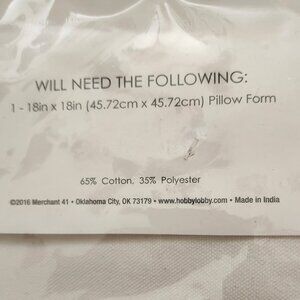 WILL NEED THE FOLLOWING:
1 - 18in x 18in (45.72cm x 45.72cm) Pillow Form
65% Cotton, 35% Polyester
©2016 Merchant 41 • Oklahoma City, OK 73179 • www.hobbylobby.com • Made in India